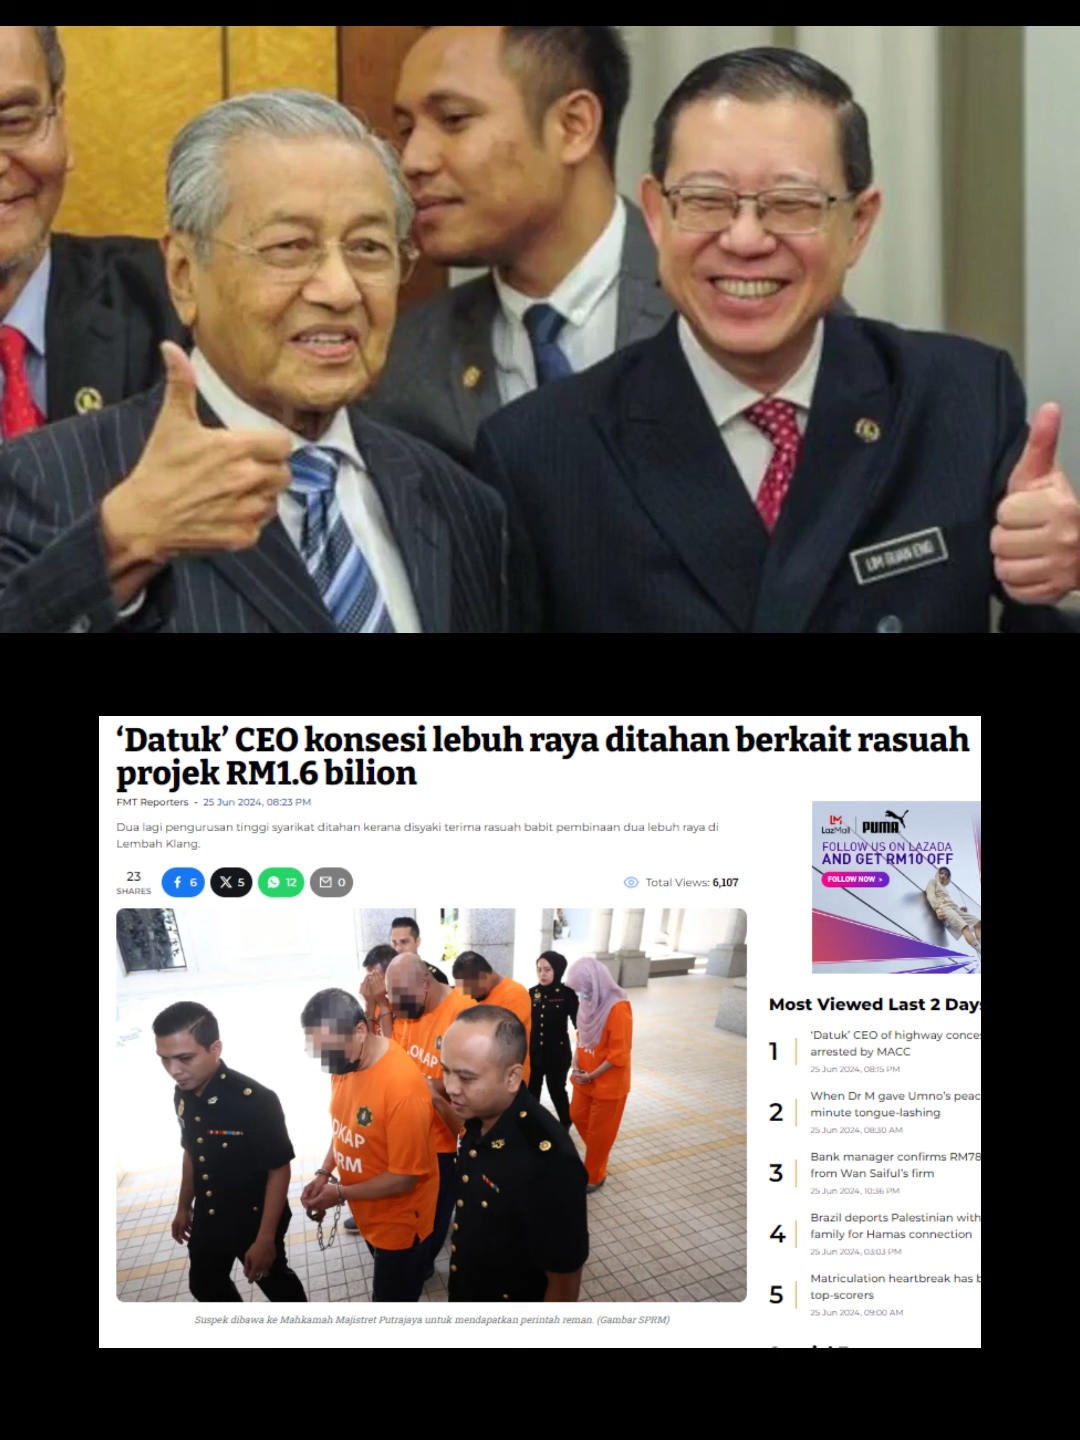 LIM GUAN ENG
‘Datuk’ CEO konsesi lebuh raya ditahan berkait rasuah
projek RM1.6 bilion
FMT Reporters - 25 Jun 2024, 08:23 PM
Dua lagi pengurusan tinggi syarikat ditahan kerana disyaki terima rasuah babit pembinaan dua lebuh raya di
Lembah Klang.
23
SHARES
6
5
12
0
Total Views: 6,107
LM
LazMall
PUMA
FOLLOW US ON LAZADA
AND GET RM10 OFF
FOLLOW NOW >
LOKAP
SPRM
LOKAP
Suspek dibawa ke Mahkamah Majistret Putrajaya untuk mendapatkan perintah reman. (Gambar SPRM)
Most Viewed Last 2 Days
1
‘Datuk’ CEO of highway conce
arrested by MACC
25 Jun 2024, 08:15 PM
2
When Dr M gave Umno’s peac
minute tongue-lashing
25 Jun 2024, 08:30 AM
3
Bank manager confirms RM78
from Wan Saiful’s firm
25 Jun 2024, 10:36 PM
4
Brazil deports Palestinian with
family for Hamas connection
25 Jun 2024, 03:03 PM
5
Matriculation heartbreak has b
top-scorers
25 Jun 2024, 09:00 AM